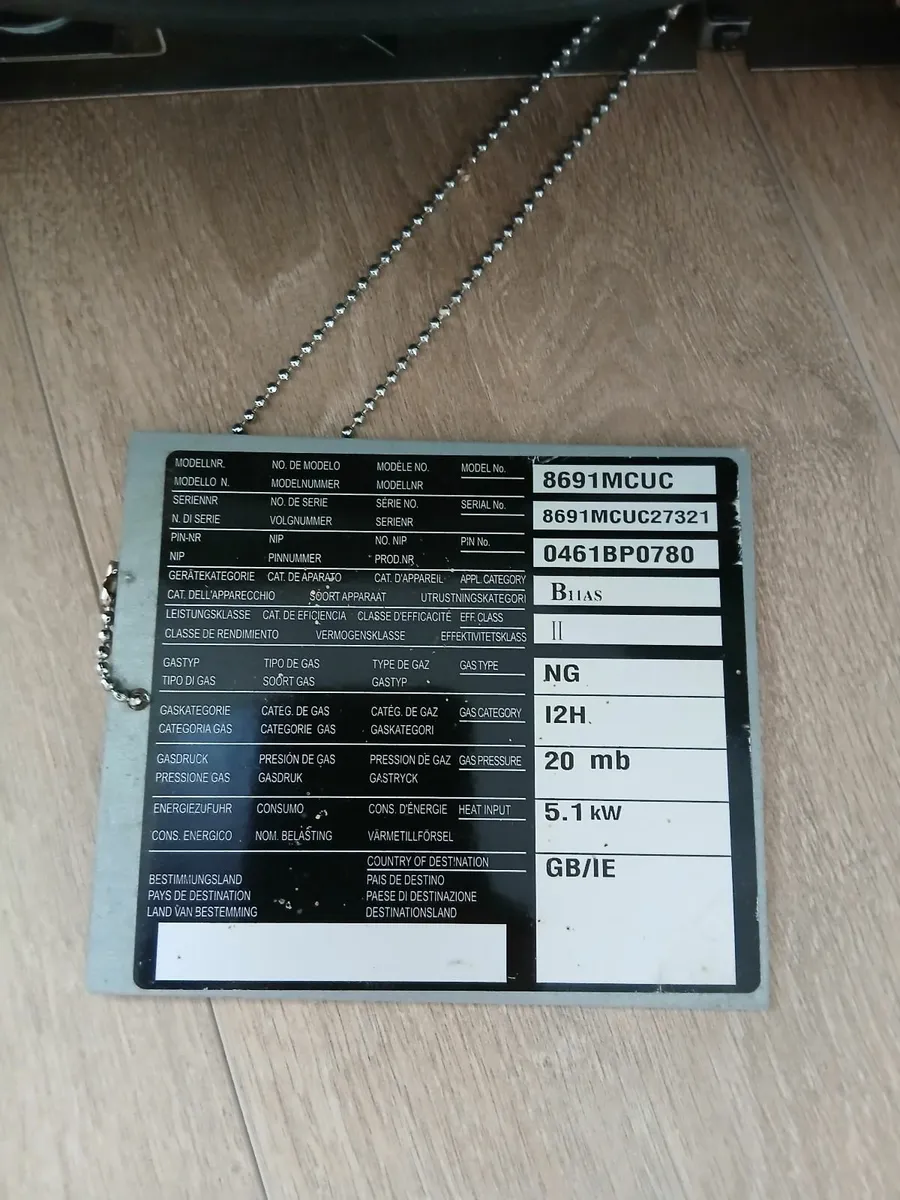 MODELLNR. NO. DE MODELO MODÈLE NO. MODEL No. 8691MCUC
MODELLO N. MODELNUMMER MODELLNR
SERIENNR NO. DE SERIE SÉRIE NO. SERIAL No. 8691MCUC27321
N. DI SERIE VOLGNUMMER SERIENR
PIN-NR NIP NO. NIP PIN No. 0461BP0780
NIP PINNUMMER PROD.NR
GERÄTEKATEGORIE CAT. DE APARATO CAT. D'APPAREIL APPL CATEGORY B11AS
CAT. DELL'APPARECCHIO SOORT APPARAAT UTRUSTNINGSKATEGORI
LEISTUNGSKLASSE CAT. DE EFICIENCIA CLASSE D'EFFICACITÉ EFF. CLASS II
CLASSE DE RENDIMIENTO VERMOGENSKLASSE EFFEKTIVITETSKLASS
GASTYP TIPO DE GAS TYPE DE GAZ GAS TYPE NG
TIPO DI GAS SOORT GAS GASTYP
GASKATEGORIE CATEG. DE GAS CATÉG. DE GAZ GAS CATEGORY I2H
CATEGORIA GAS CATEGORIE GAS GASKATEGORI
GASDRUCK PRESIÓN DE GAS PRESSION DE GAZ GAS PRESSURE 20 mb
PRESSIONE GAS GASDRUK GASTRYCK
ENERGIEZUFUHR CONSUMO CONS. D'ÉNERGIE HEAT INPUT 5.1 kW
CONS. ENERGICO NOM. BELASTING VÄRMETILLFÖRSEL
COUNTRY OF DESTINATION GB/IE
BESTIMMUNGSLAND PAIS DE DESTINO
PAYS DE DESTINATION PAESE DI DESTINAZIONE
LAND VAN BESTEMMING DESTINATIONSLAND